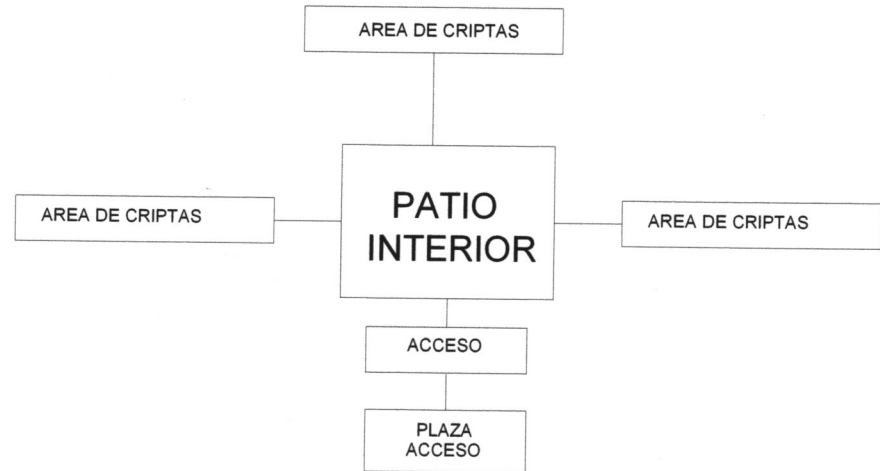 AREA DE CRIPTAS
AREA DE CRIPTAS
PATIO
INTERIOR
AREA DE CRIPTAS
ACCESO
PLAZA
ACCESO